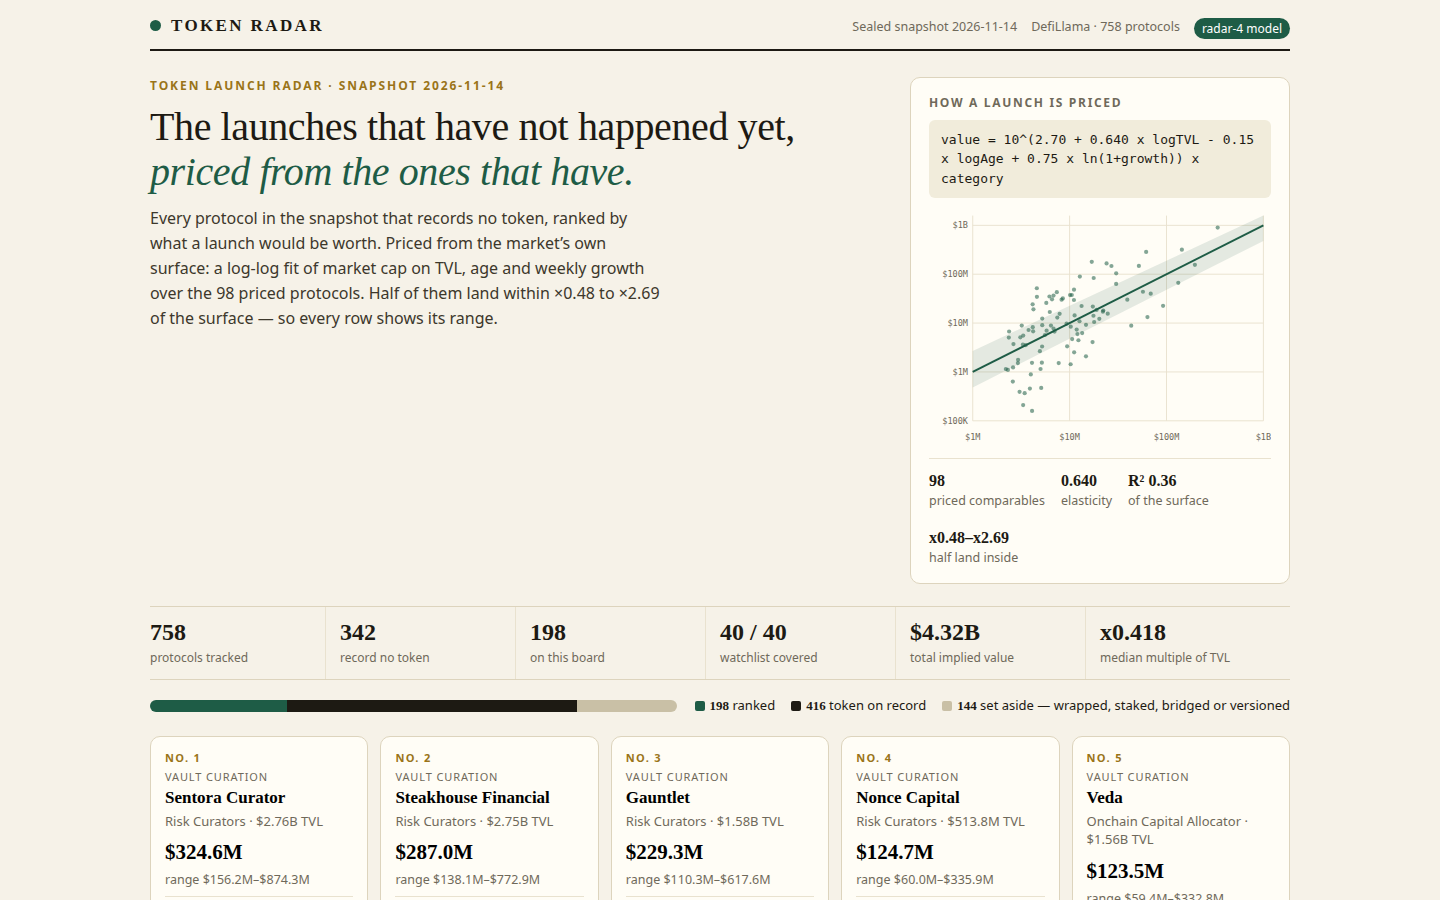 TOKEN RADAR
Sealed snapshot 2026-11-14 DefiLlama · 758 protocols radar-4 model
TOKEN LAUNCH RADAR · SNAPSHOT 2026-11-14
The launches that have not happened yet,
priced from the ones that have.
Every protocol in the snapshot that records no token, ranked by
what a launch would be worth. Priced from the market’s own
surface: a log-log fit of market cap on TVL, age and weekly growth
over the 98 priced protocols. Half of them land within ×0.48 to ×2.69
of the surface — so every row shows its range.
HOW A LAUNCH IS PRICED
value = 10^(2.70 + 0.640 x logTVL - 0.15
x logAge + 0.75 x ln(1+growth)) x
category
$1B
$100M
$10M
$1M
$100K
$1M $10M $100M $1B
98 0.640 R² 0.36
priced comparables elasticity of the surface
x0.48–x2.69
half land inside
758 342 198 40 / 40 $4.32B x0.418
protocols tracked record no token on this board watchlist covered total implied value median multiple of TVL
198 ranked 416 token on record 144 set aside — wrapped, staked, bridged or versioned
NO. 1
VAULT CURATION
Sentora Curator
Risk Curators · $2.76B TVL
$324.6M
range $156.2M–$874.3M
NO. 2
VAULT CURATION
Steakhouse Financial
Risk Curators · $2.75B TVL
$287.0M
range $138.1M–$772.9M
NO. 3
VAULT CURATION
Gauntlet
Risk Curators · $1.58B TVL
$229.3M
range $110.3M–$617.6M
NO. 4
VAULT CURATION
Nonce Capital
Risk Curators · $513.8M TVL
$124.7M
range $60.0M–$335.9M
NO. 5
VAULT CURATION
Veda
Onchain Capital Allocator ·
$1.56B TVL
$123.5M
range $59.4M–$332.8M